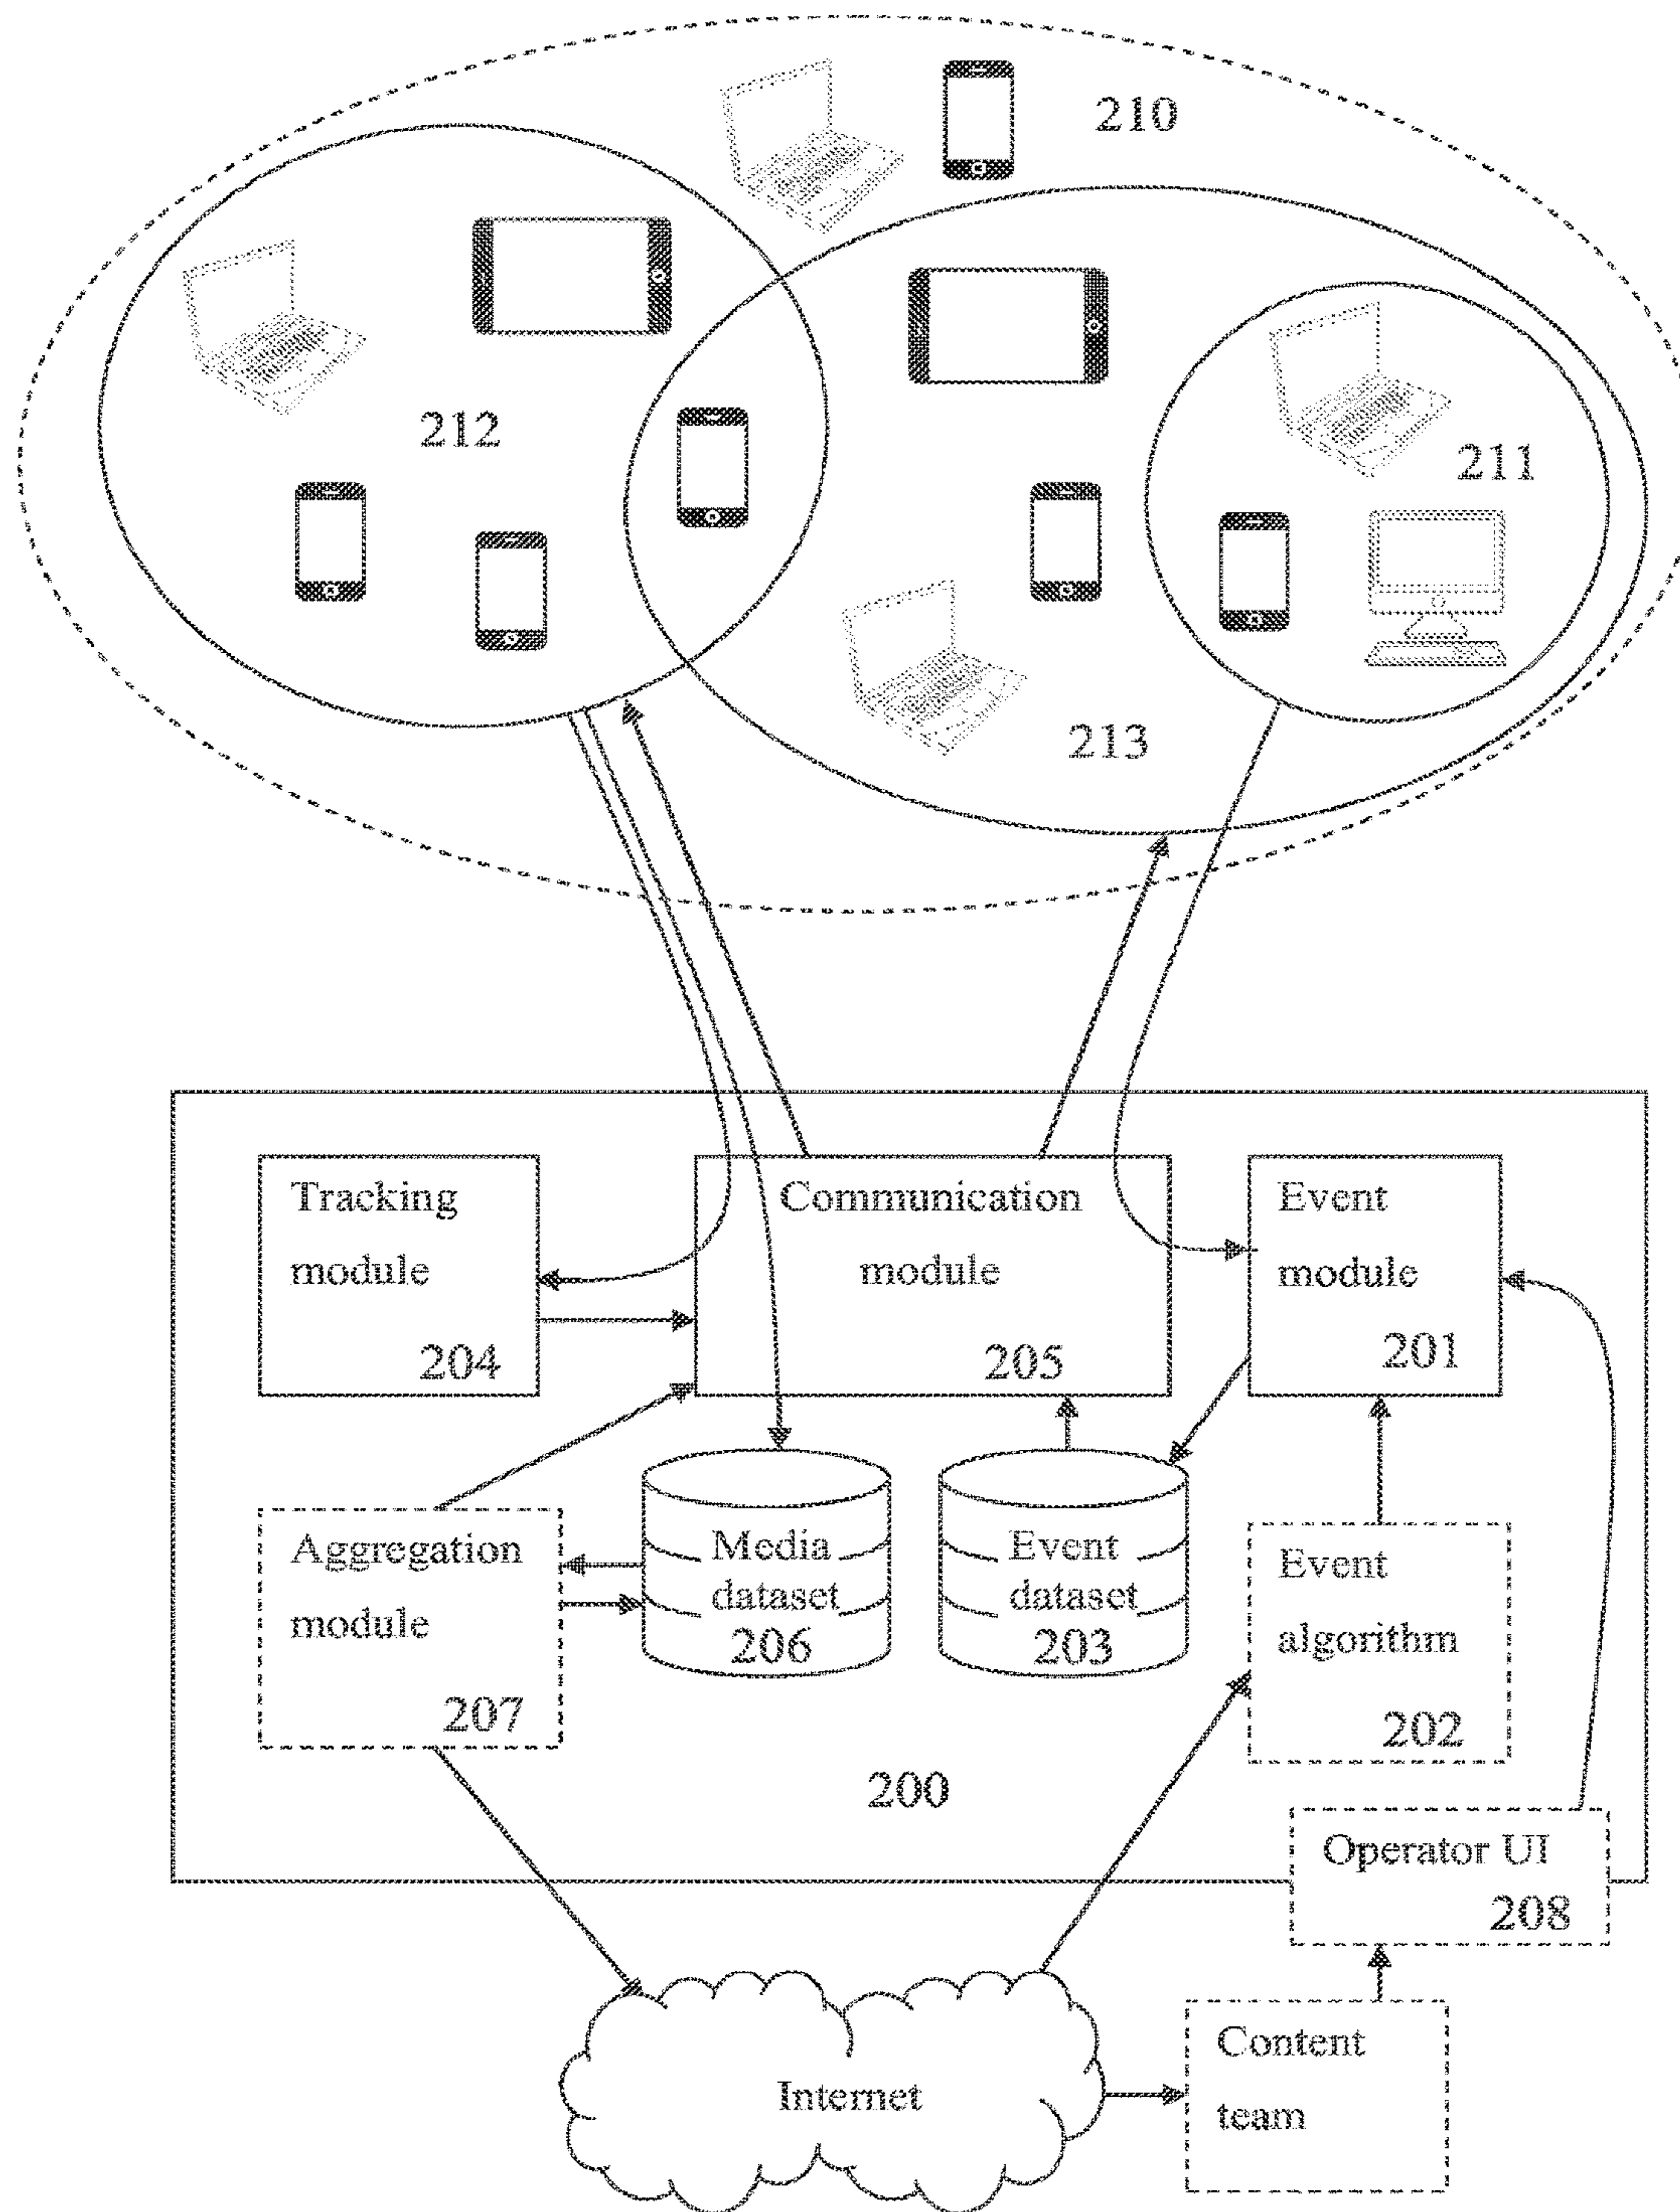 210
212
211
213
Tracking
module
204
Communication
module
205
Event
module
201
Aggregation
module
207
Media
dataset
206
Event
dataset
203
Event
algorithm
202
200
Operator UI
208
Internet
Content
team